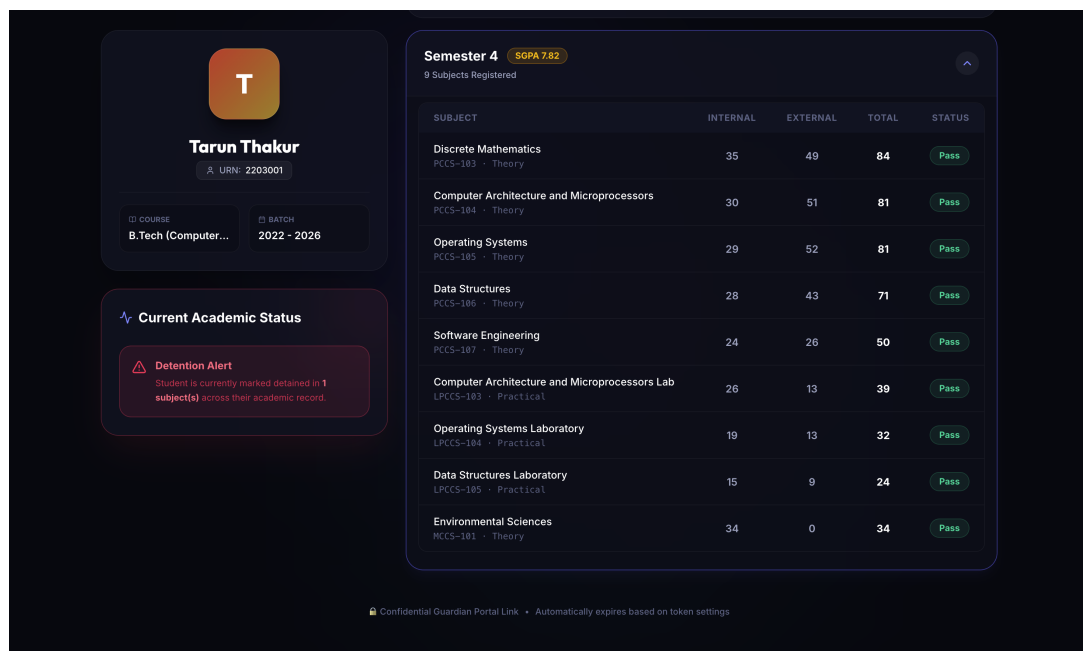 T
Tarun Thakur
URN: 2203001
COURSE
B.Tech (Computer...
BATCH
2022 - 2026
Current Academic Status
Detention Alert
Student is currently marked detained in 1
subject(s) across their academic record.
Semester 4 SGPA 7.82
9 Subjects Registered
SUBJECT INTERNAL EXTERNAL TOTAL STATUS
Discrete Mathematics
PCCS-103 · Theory
35 49 84 Pass
Computer Architecture and Microprocessors
PCCS-104 · Theory
30 51 81 Pass
Operating Systems
PCCS-105 · Theory
29 52 81 Pass
Data Structures
PCCS-106 · Theory
28 43 71 Pass
Software Engineering
PCCS-107 · Theory
24 26 50 Pass
Computer Architecture and Microprocessors Lab
LPCCS-103 · Practical
26 13 39 Pass
Operating Systems Laboratory
LPCCS-104 · Practical
19 13 32 Pass
Data Structures Laboratory
LPCCS-105 · Practical
15 9 24 Pass
Environmental Sciences
MCCS-101 · Theory
34 0 34 Pass
🔒 Confidential Guardian Portal Link • Automatically expires based on token settings